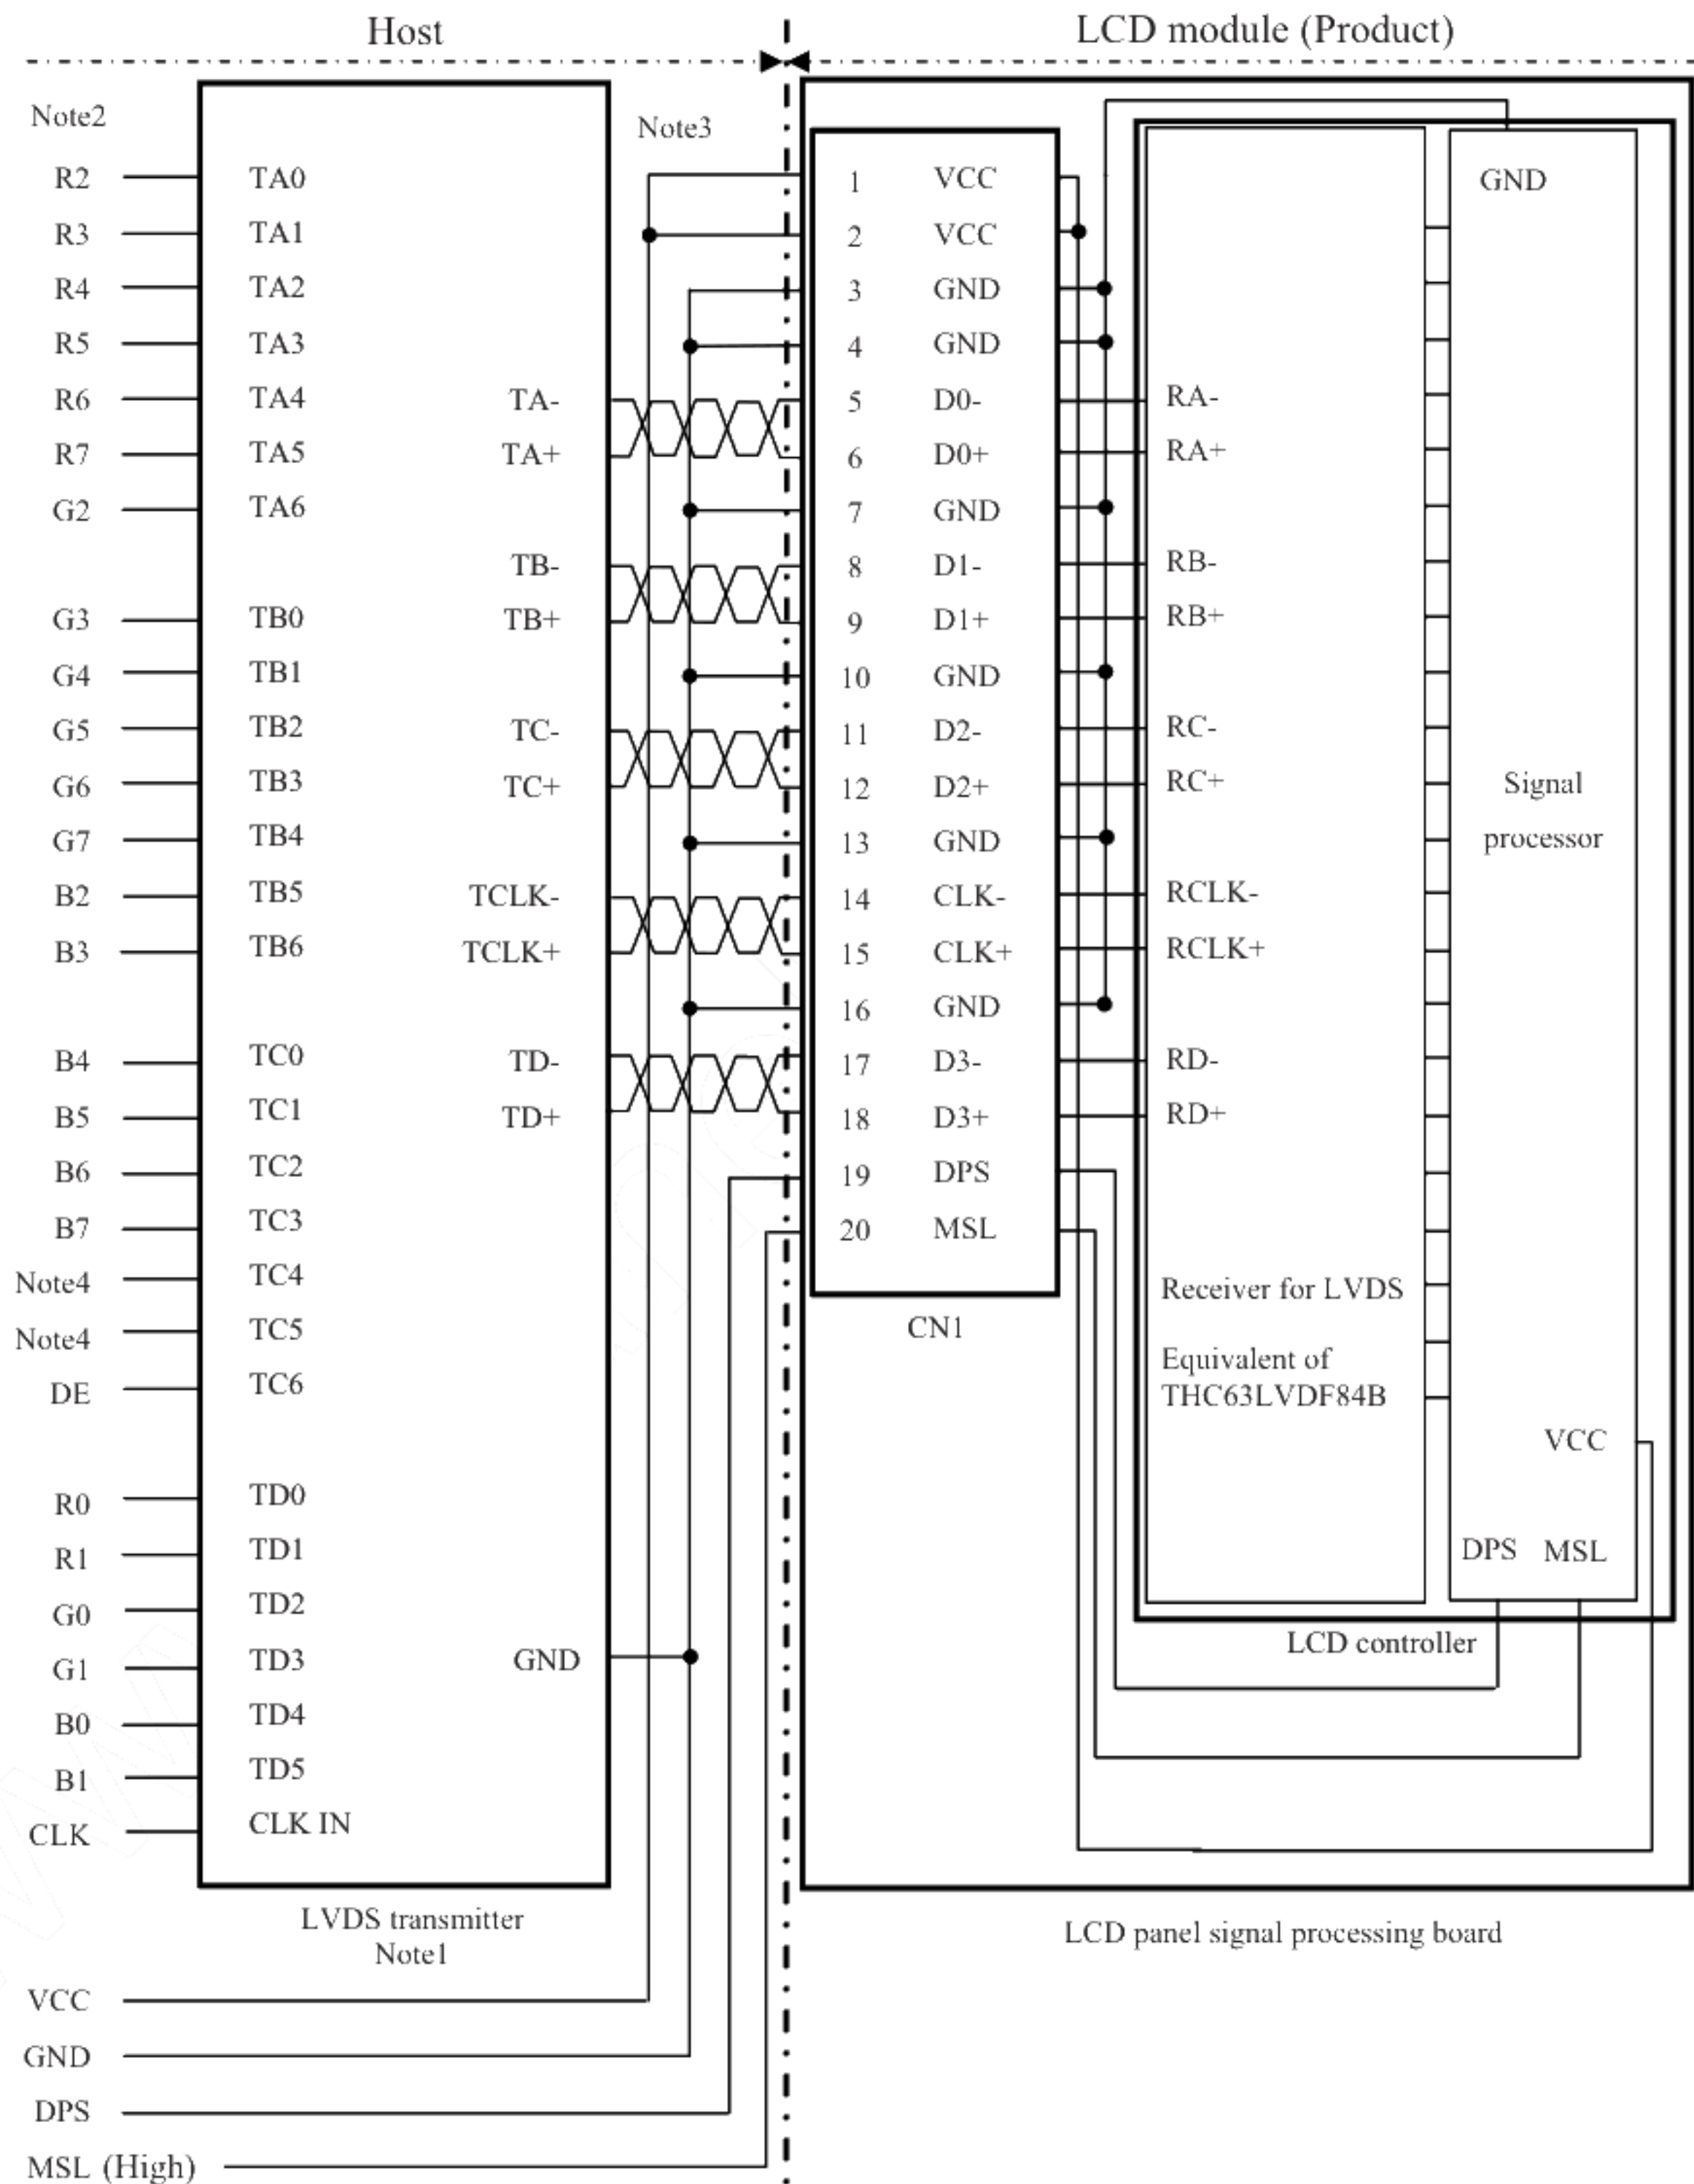 Host
LCD module (Product)
Note2
Note3
R2 TA0
R3 TA1
R4 TA2
R5 TA3
R6 TA4 TA-
R7 TA5 TA+
G2 TA6
TB-
G3 TB0 TB+
G4 TB1
G5 TB2 TC-
G6 TB3 TC+
G7 TB4
B2 TB5 TCLK-
B3 TB6 TCLK+
B4 TC0 TD-
B5 TC1 TD+
B6 TC2
B7 TC3
Note4 TC4
Note4 TC5
DE TC6
R0 TD0
R1 TD1
G0 TD2
G1 TD3 GND
B0 TD4
B1 TD5
CLK CLK IN
LVDS transmitter
Note1
VCC
GND
DPS
MSL (High)
1 VCC
2 VCC
3 GND
4 GND
5 D0- RA-
6 D0+ RA+
7 GND
8 D1- RB-
9 D1+ RB+
10 GND
11 D2- RC-
12 D2+ RC+
13 GND
14 CLK- RCLK-
15 CLK+ RCLK+
16 GND
17 D3- RD-
18 D3+ RD+
19 DPS
20 MSL
CN1
Receiver for LVDS
Equivalent of
THC63LVDF84B
GND
Signal
processor
VCC
DPS MSL
LCD controller
LCD panel signal processing board